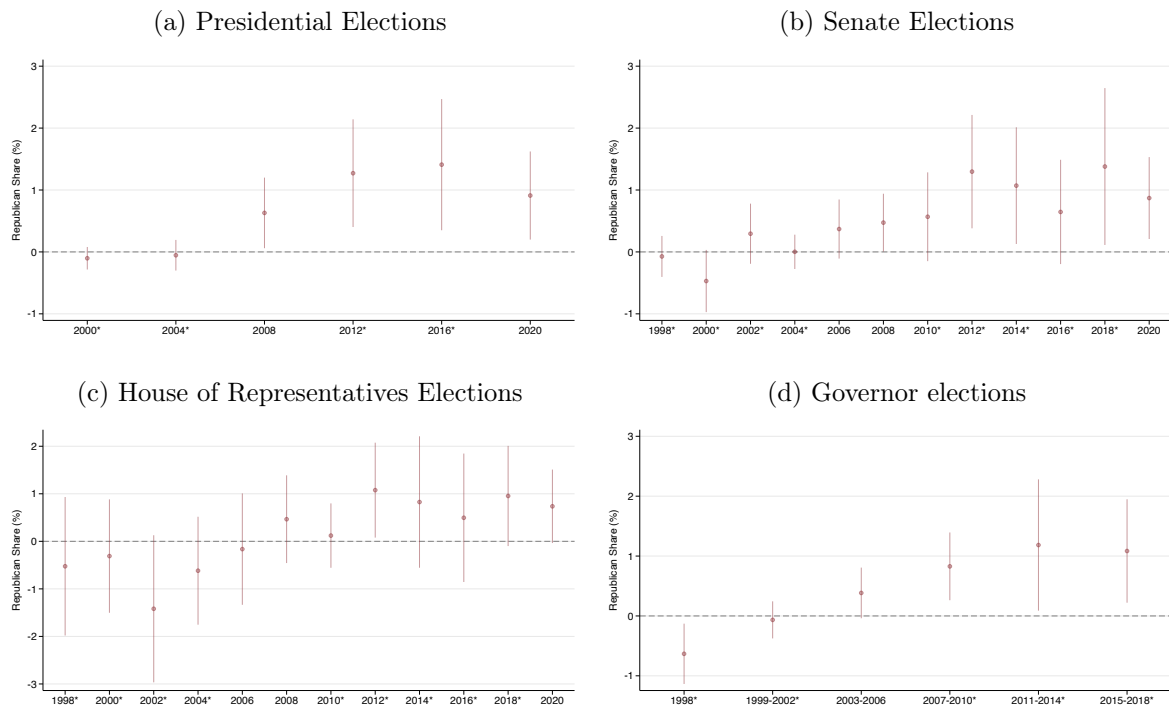 (a) Presidential Elections
Republican Share (%)
3
2
1
0
-1
2000* 2004* 2008 2012* 2016* 2020
(b) Senate Elections
Republican Share (%)
3
2
1
0
-1
1998* 2000* 2002* 2004* 2006 2008 2010* 2012* 2014* 2016* 2018* 2020
(c) House of Representatives Elections
Republican Share (%)
2
1
0
-1
-2
-3
1998* 2000* 2002* 2004* 2006* 2008* 2010* 2012* 2014* 2016* 2018* 2020*
(d) Governor elections
Republican Share (%)
3
2
1
0
-1
1998* 1999-2002* 2003-2006 2007-2010* 2011-2014* 2015-2018*